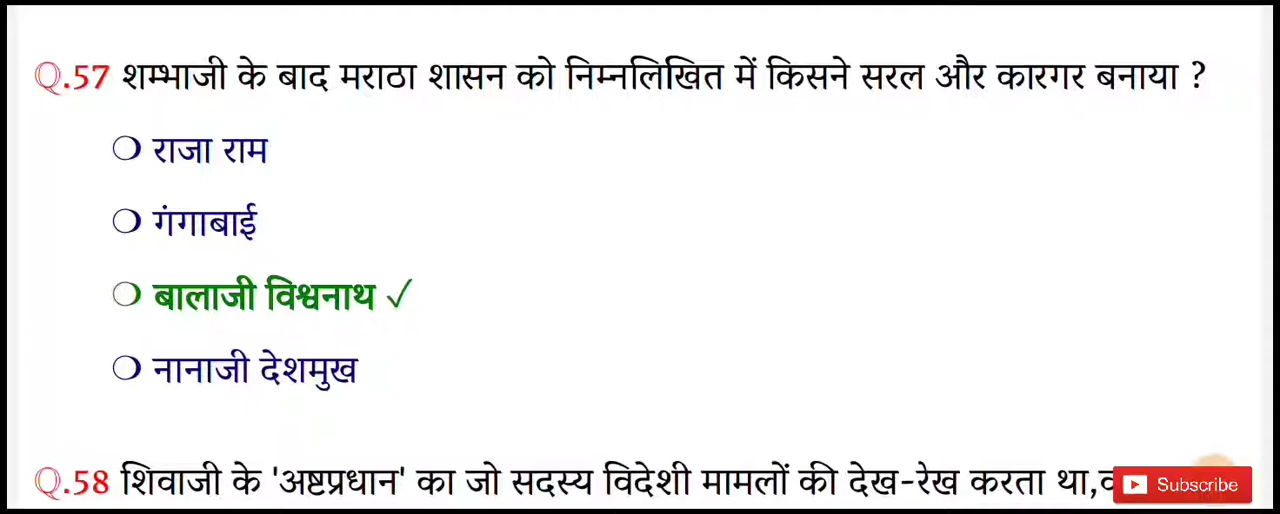 Q.57 शम्भाजी के बाद मराठा शासन को निम्नलिखित में किसने सरल और कारगर बनाया ?
राजा राम
गंगाबाई
बालाजी विश्वनाथ ✓
नानाजी देशमुख
Q.58 शिवाजी के 'अष्टप्रधान' का जो सदस्य विदेशी मामलों की देख-रेख करता था,
Subscribe